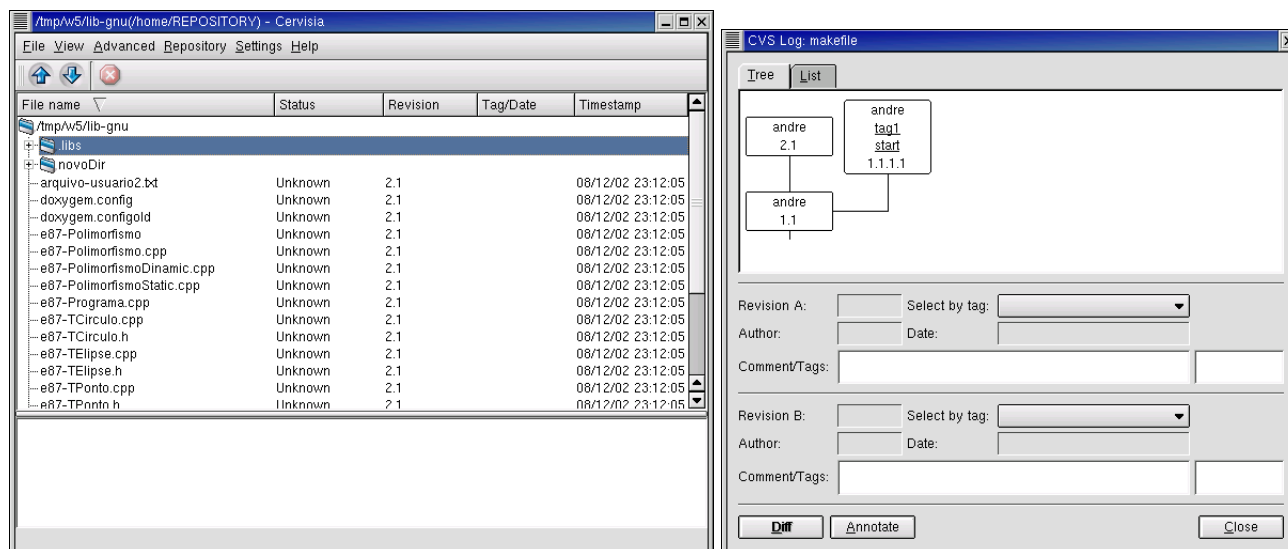 /tmp/w5/lib-gnu(/home/REPOSITORY) - Cervisia
File View Advanced Repository Settings Help
File name Status Revision Tag/Date Timestamp
/tmp/w5/lib-gnu
.libs
novoDir
arquivo-usuario2.txt Unknown 2.1 08/12/02 23:12:05
doxygem.config Unknown 2.1 08/12/02 23:12:05
doxygem.configold Unknown 2.1 08/12/02 23:12:05
e87-Polimorfismo Unknown 2.1 08/12/02 23:12:05
e87-Polimorfismo.cpp Unknown 2.1 08/12/02 23:12:05
e87-PolimorfismoDinamic.cpp Unknown 2.1 08/12/02 23:12:05
e87-PolimorfismoStatic.cpp Unknown 2.1 08/12/02 23:12:05
e87-Programa.cpp Unknown 2.1 08/12/02 23:12:05
e87-TCirculo.cpp Unknown 2.1 08/12/02 23:12:05
e87-TCirculo.h Unknown 2.1 08/12/02 23:12:05
e87-TElipse.cpp Unknown 2.1 08/12/02 23:12:05
e87-TElipse.h Unknown 2.1 08/12/02 23:12:05
e87-TPonto.cpp Unknown 2.1 08/12/02 23:12:05
e87-TPonto.h Unknown 2.1 08/12/02 23:12:05
CVS Log: makefile
Tree List
andre
2.1
andre
tag1
start
1.1.1.1
andre
1.1
Revision A: Select by tag:
Author: Date:
Comment/Tags:
Revision B: Select by tag:
Author: Date:
Comment/Tags:
Diff Annotate Close